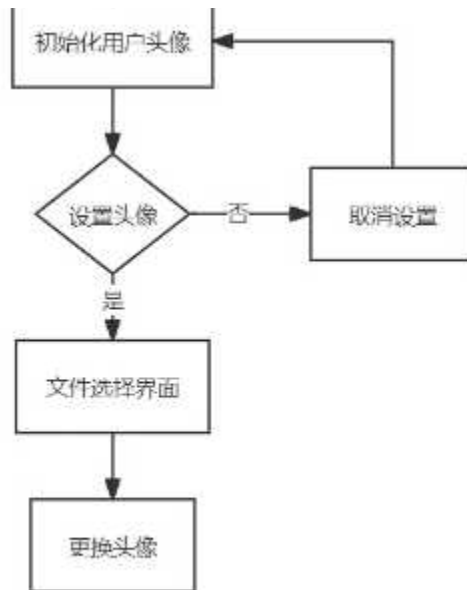 初始化用户头像
设置头像
否
取消设置
是
文件选择界面
更换头像